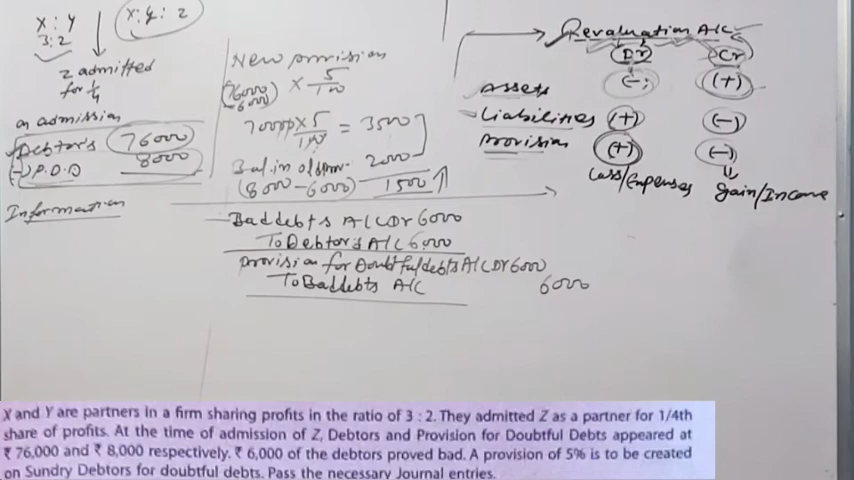 X : Y
3:2
X: Y: Z
Z admitted
for 1/4
on admission
Debtor's 76000
(-) P.D.D 8000
Information
New provision
(76000
-6000) × 5/100
70000 × 5/100 = 3500
Bal. in old prov. 2000
(8000-6000) 1500 ↑
Bad debts A/C Dr 6000
To Debtor's A/C 6000
provision for Doubtful debts A/C Dr 6000
To Bad debts A/C 6000
Revaluation A/C
Dr Cr
Assets (-) (+)
Liabilities (+) (-)
Provision (+) (-)
Loss/Expenses gain/Income
X and Y are partners in a firm sharing profits in the ratio of 3 : 2. They admitted Z as a partner for 1/4th
share of profits. At the time of admission of Z, Debtors and Provision for Doubtful Debts appeared at
₹ 76,000 and ₹ 8,000 respectively. ₹ 6,000 of the debtors proved bad. A provision of 5% is to be created
on Sundry Debtors for doubtful debts. Pass the necessary Journal entries.